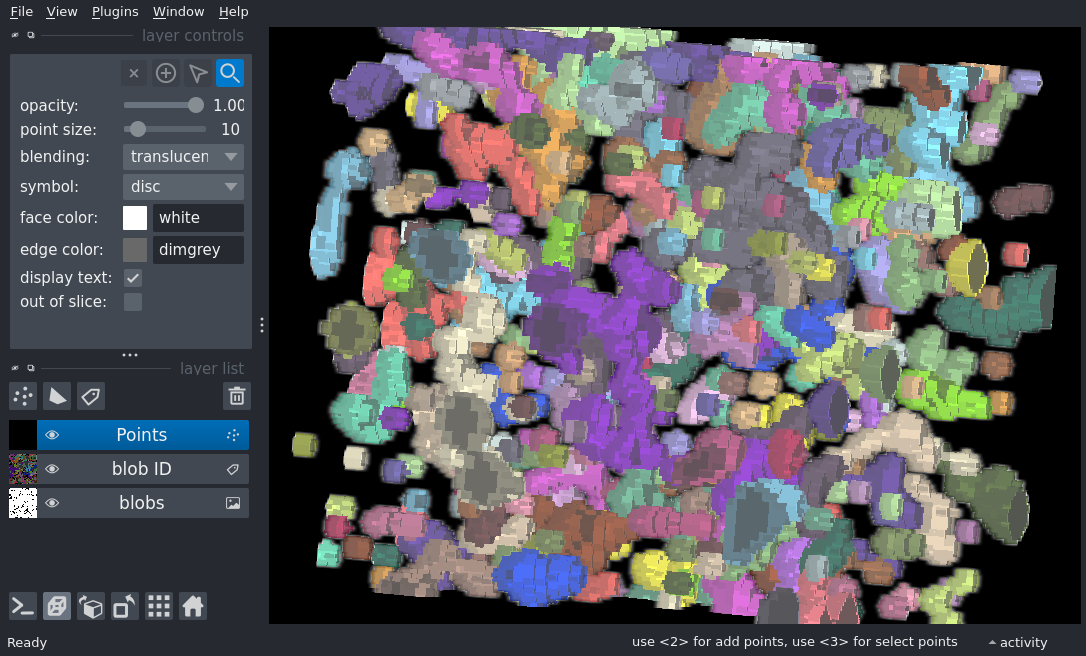 File View Plugins Window Help
layer controls
opacity: 1.00
point size: 10
blending: translucen
symbol: disc
face color: white
edge color: dimgrey
display text:
out of slice:
layer list
Points
blob ID
blobs
Ready
use <2> for add points, use <3> for select points
activity